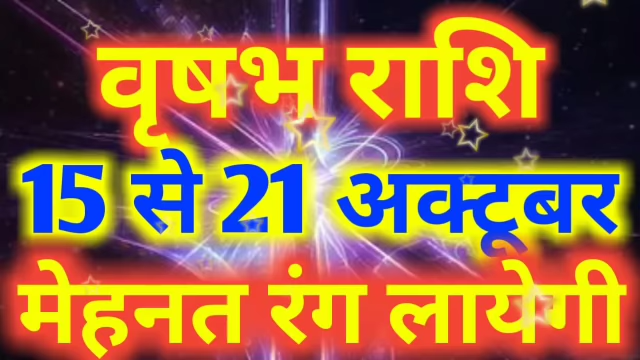 वृषभ राशि
15 से 21 अक्टूबर
मेहनत रंग लायेगी